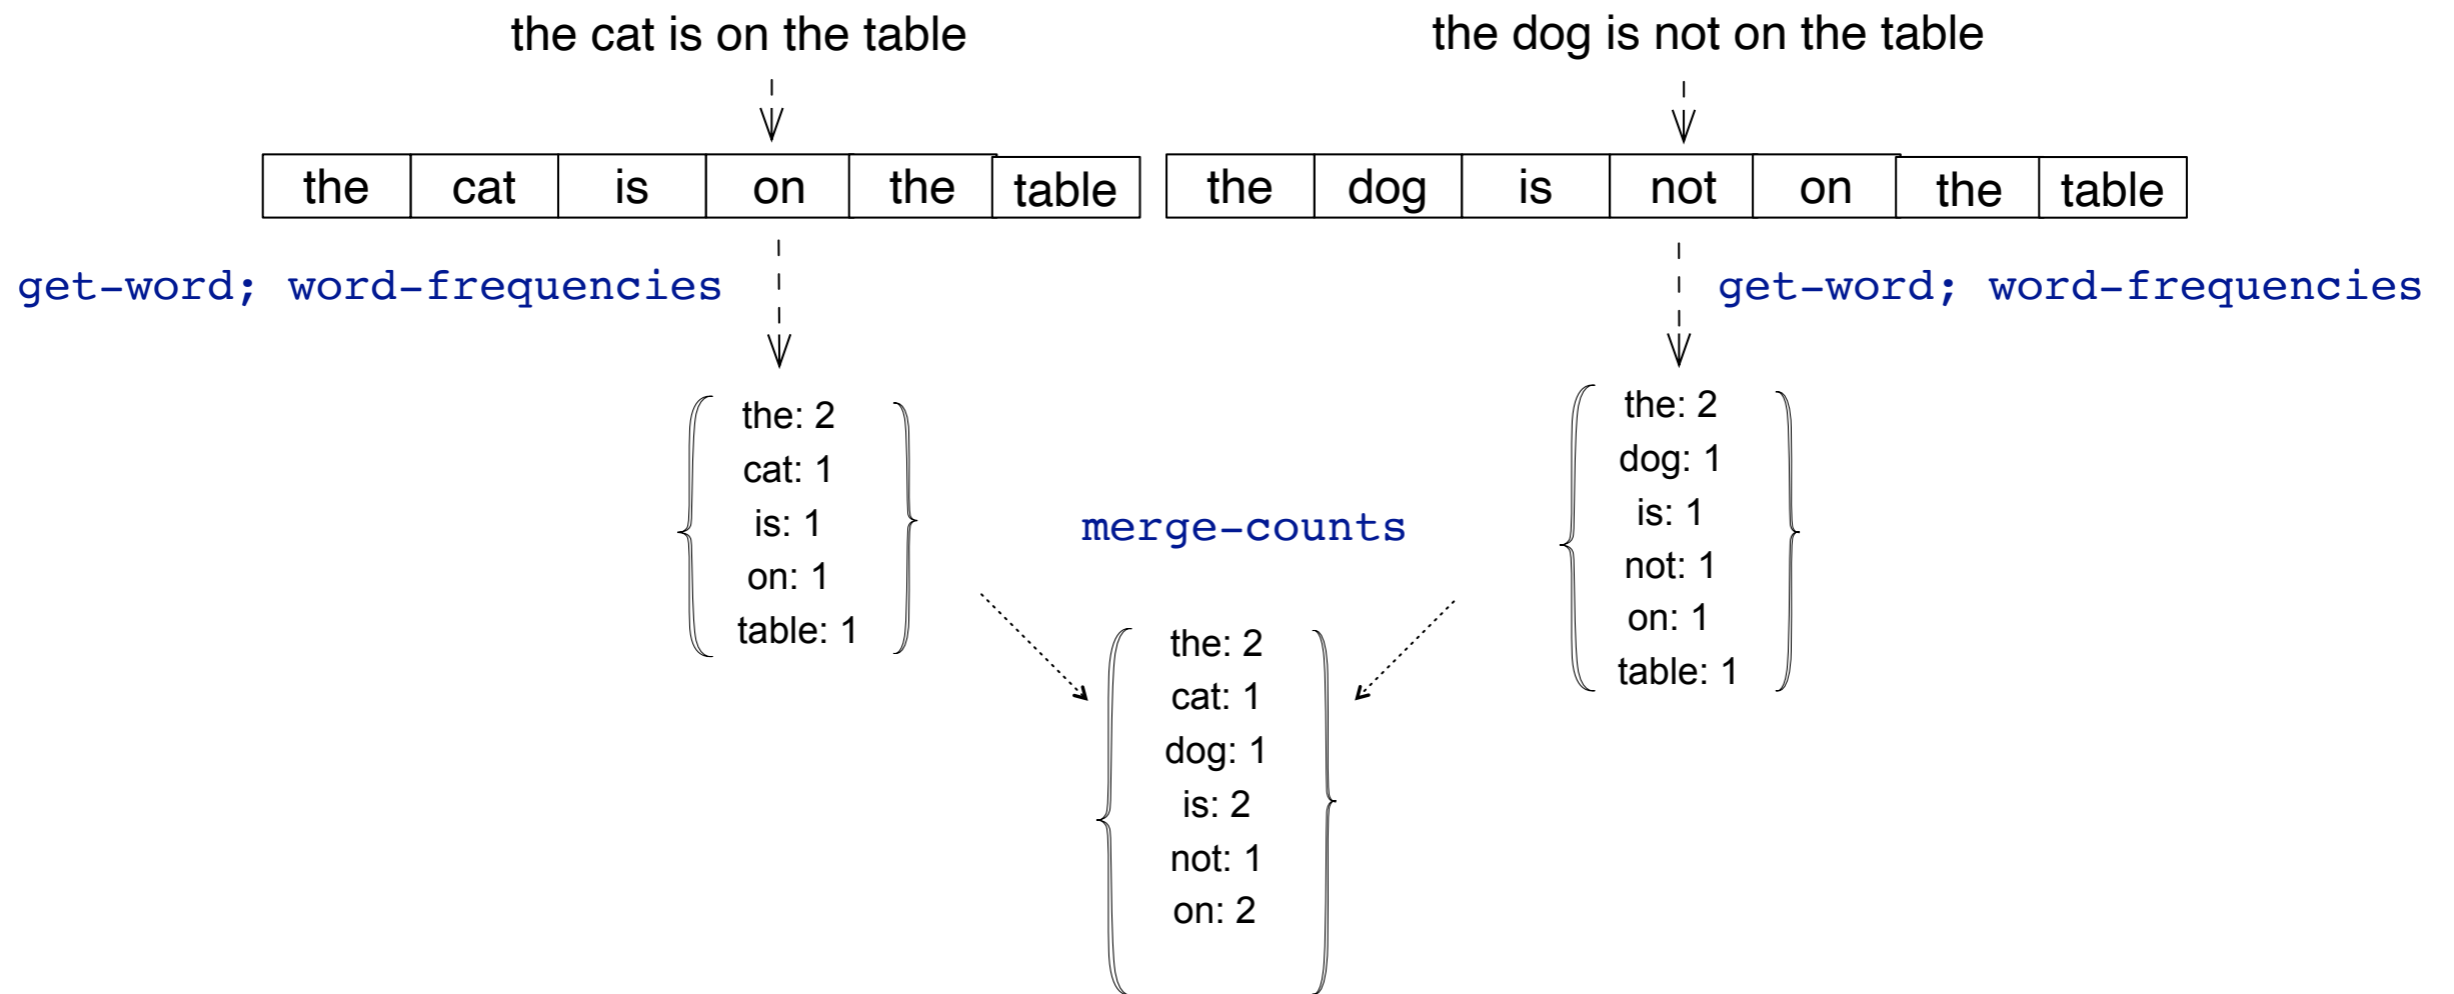 the cat is on the table
the dog is not on the table
the cat is on the table
the dog is not on the table
get-word; word-frequencies
get-word; word-frequencies
the: 2
cat: 1
is: 1
on: 1
table: 1
the: 2
dog: 1
is: 1
not: 1
on: 1
table: 1
merge-counts
the: 2
cat: 1
dog: 1
is: 2
not: 1
on: 2